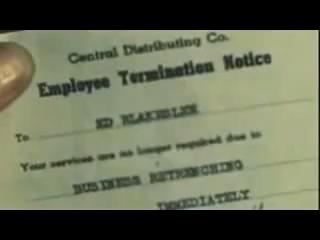 Central Distributing Co.
Employee Termination Notice
To ED BLAKESLEE
Your services are no longer required due to
BUSINESS RETRENCHING
IMMEDIATELY